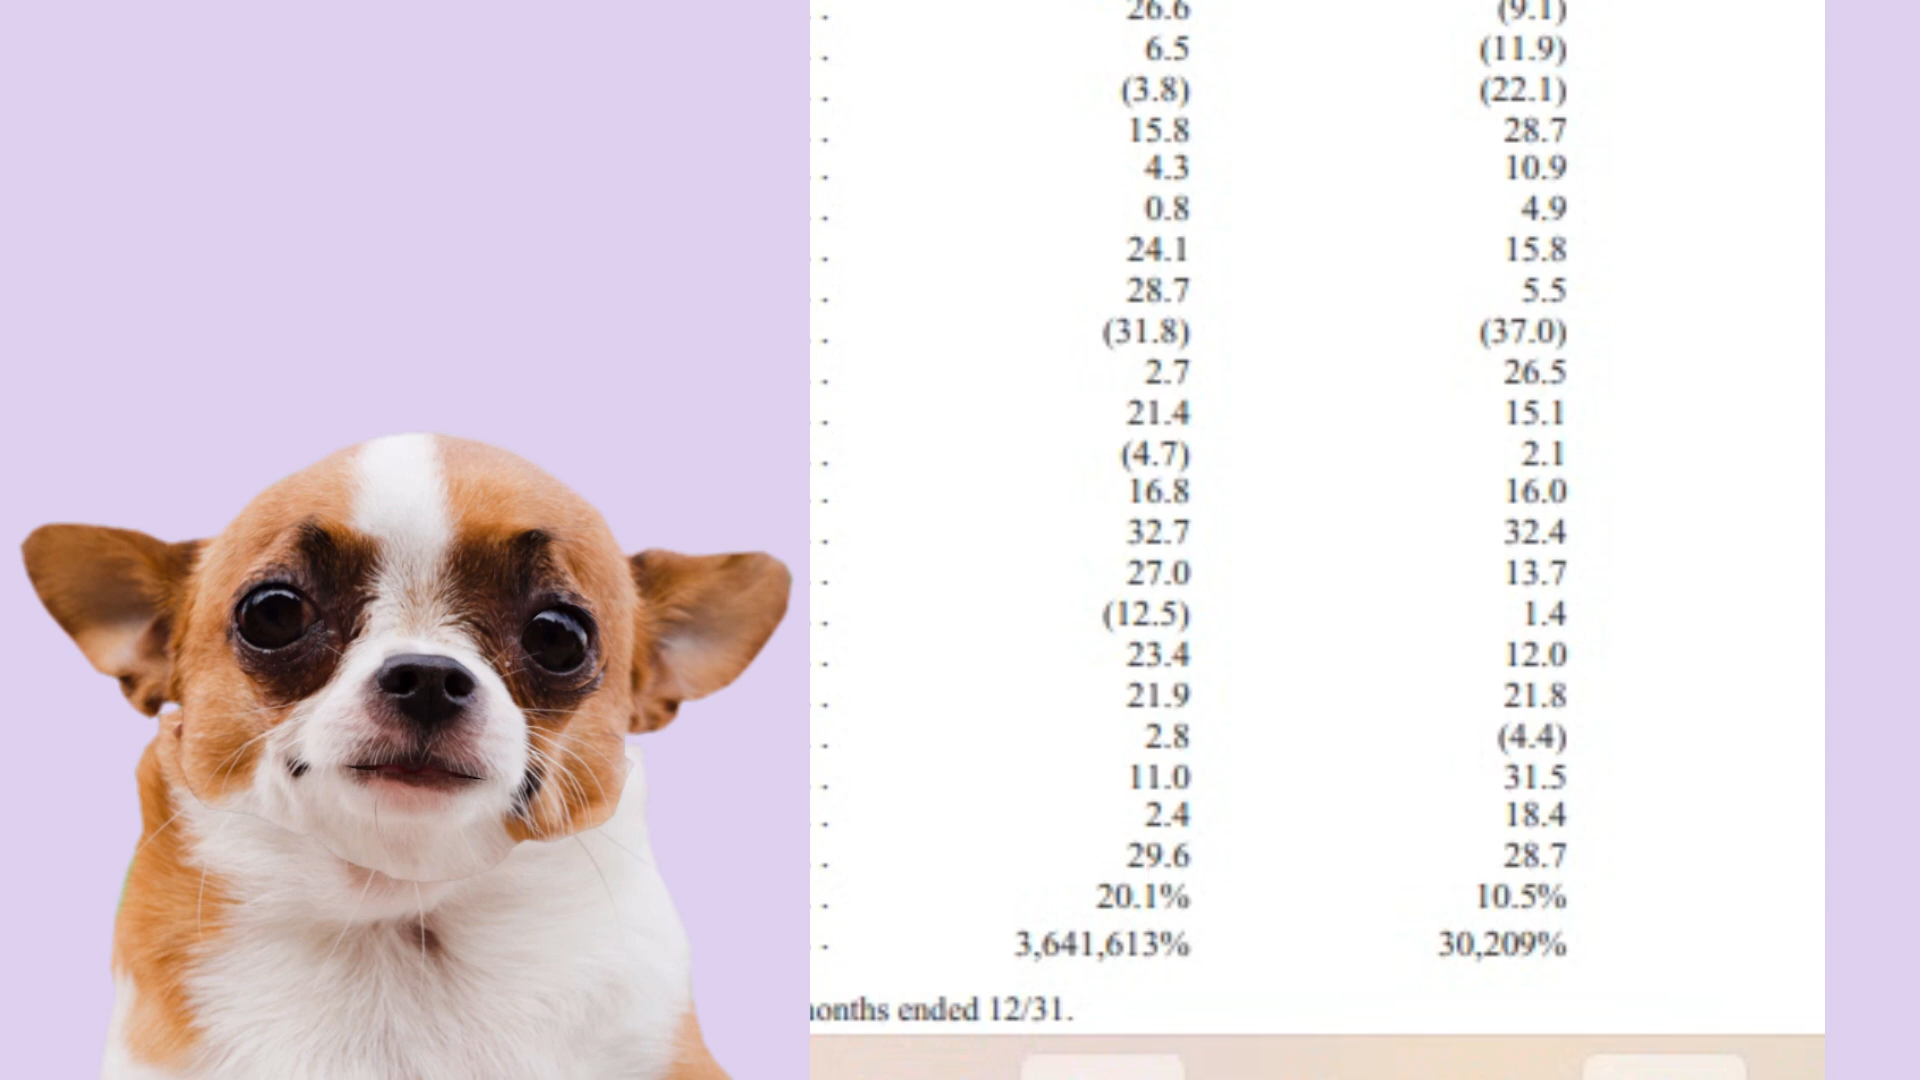 . . 26.6 (9.1)
. . 6.5 (11.9)
. . (3.8) (22.1)
. . 15.8 28.7
. . 4.3 10.9
. . 0.8 4.9
. . 24.1 15.8
. . 28.7 5.5
. . (31.8) (37.0)
. . 2.7 26.5
. . 21.4 15.1
. . (4.7) 2.1
. . 16.8 16.0
. . 32.7 32.4
. . 27.0 13.7
. . (12.5) 1.4
. . 23.4 12.0
. . 21.9 21.8
. . 2.8 (4.4)
. . 11.0 31.5
. . 2.4 18.4
. . 29.6 28.7
. . 20.1% 10.5%
. . 3,641,613% 30,209%
onths ended 12/31.